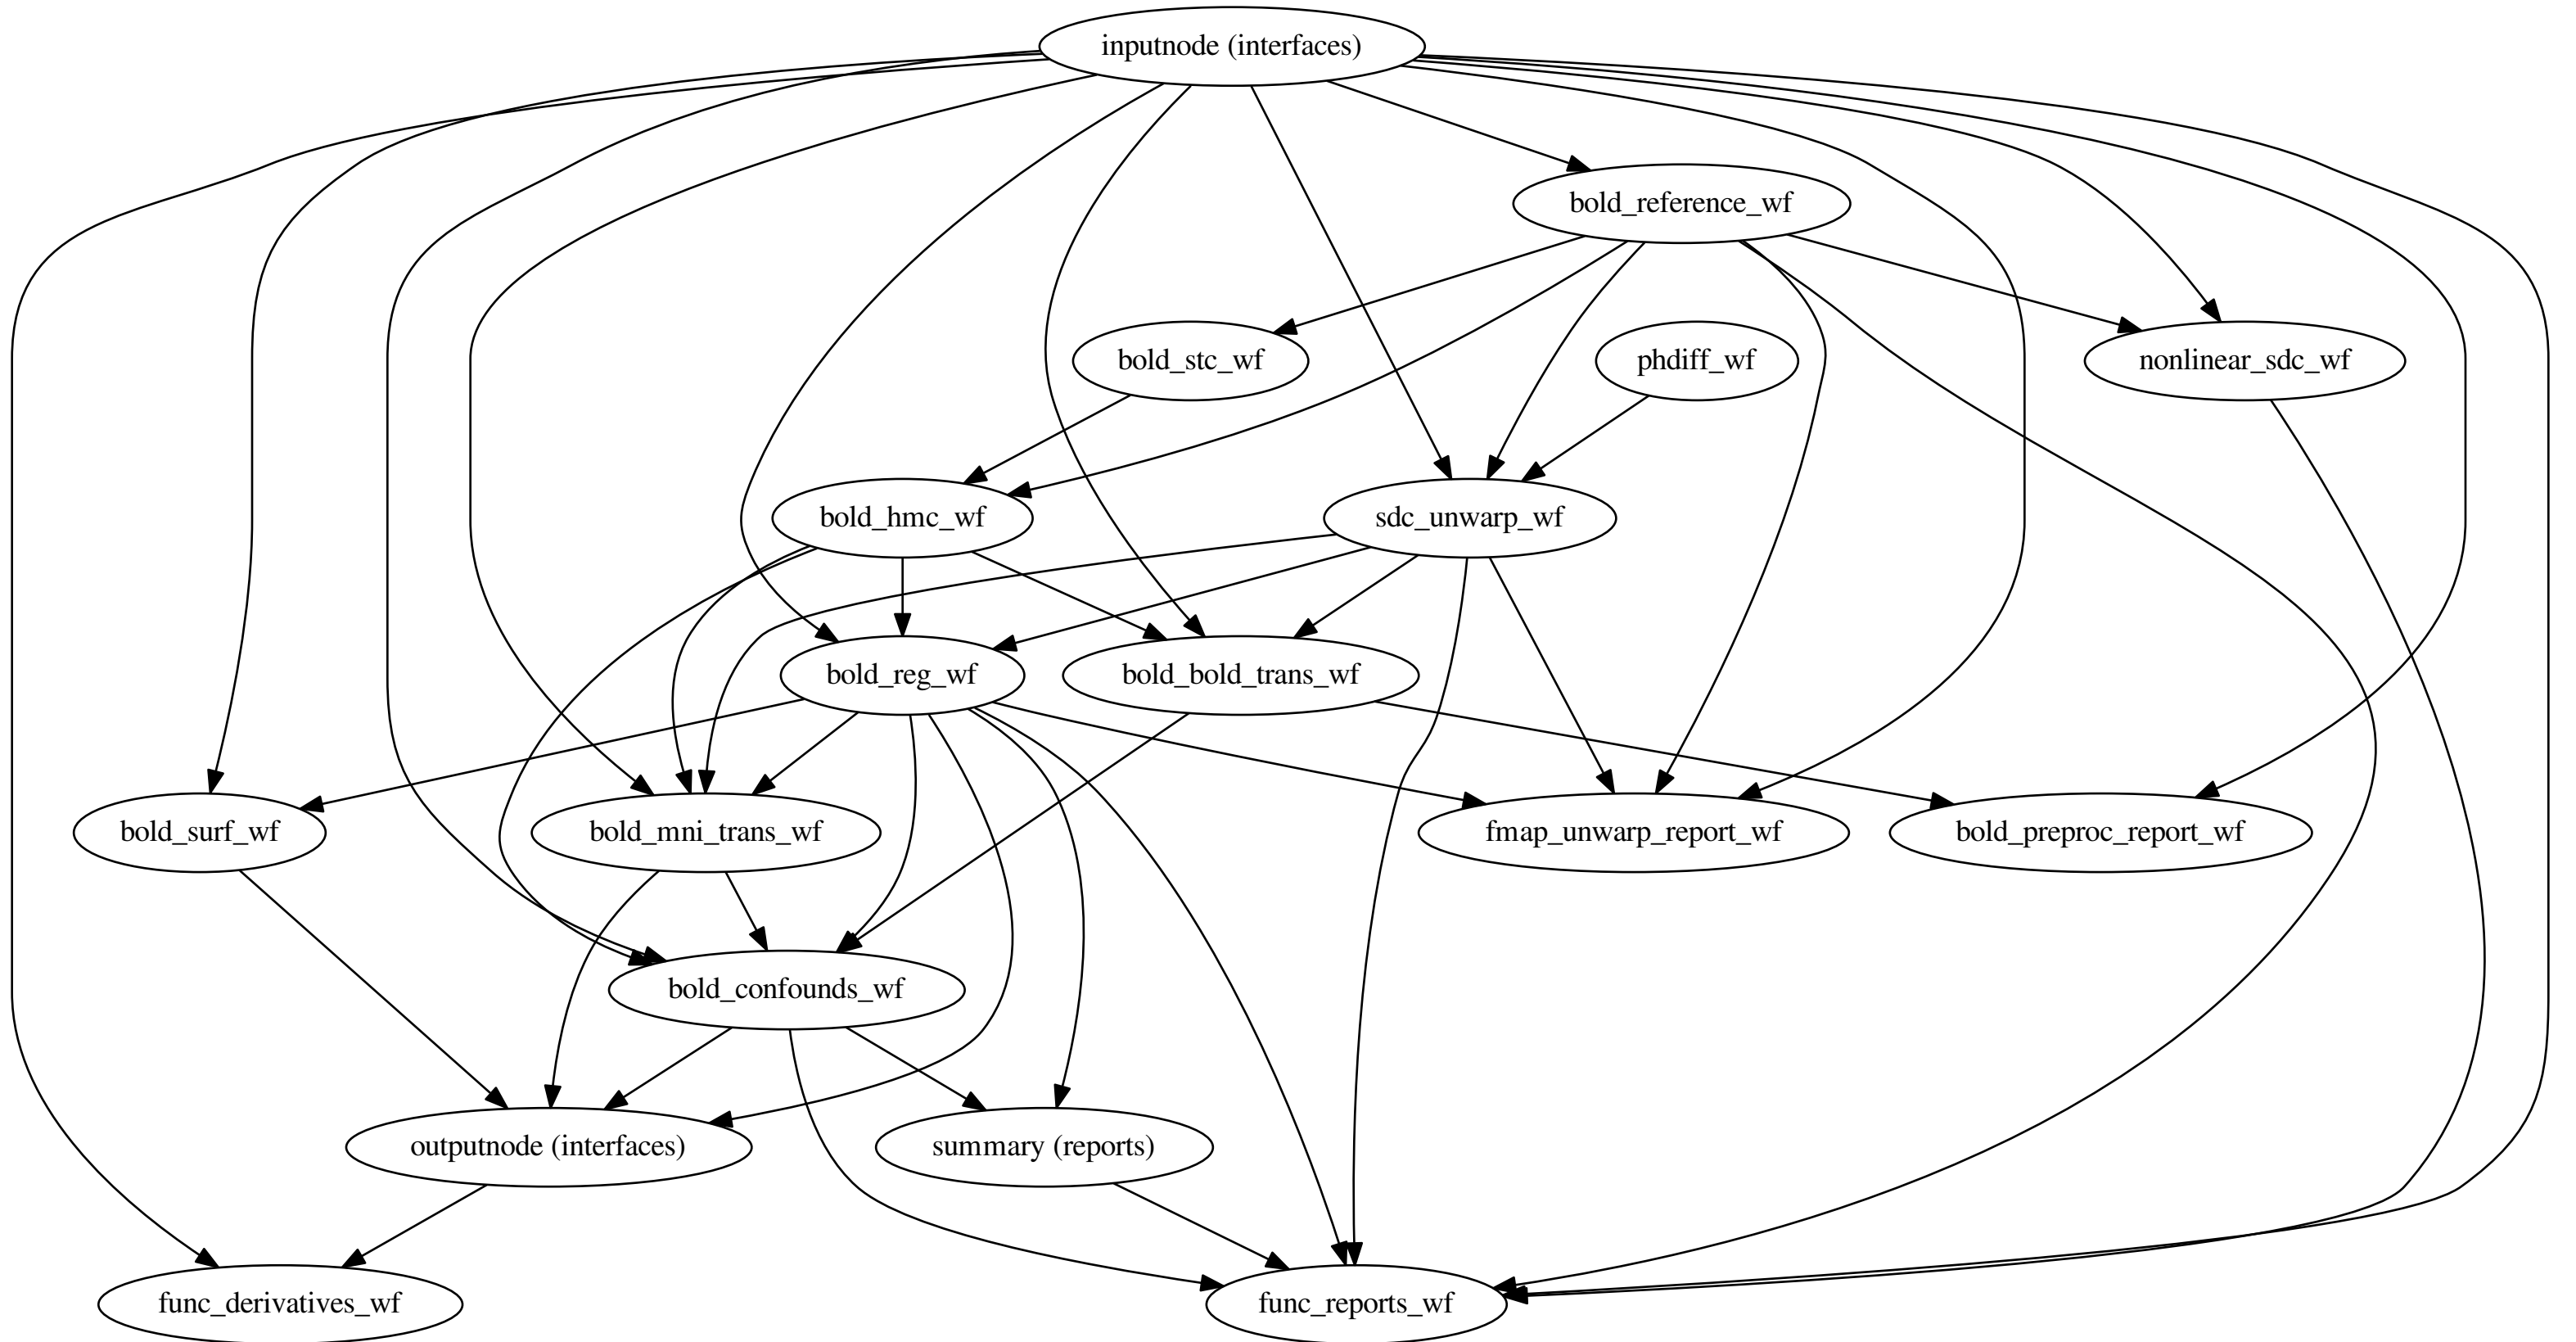 inputnode (interfaces)
bold_reference_wf
bold_stc_wf
phdiff_wf
nonlinear_sdc_wf
bold_hmc_wf
sdc_unwarp_wf
bold_reg_wf
bold_bold_trans_wf
bold_surf_wf
bold_mni_trans_wf
fmap_unwarp_report_wf
bold_preproc_report_wf
bold_confounds_wf
outputnode (interfaces)
summary (reports)
func_derivatives_wf
func_reports_wf